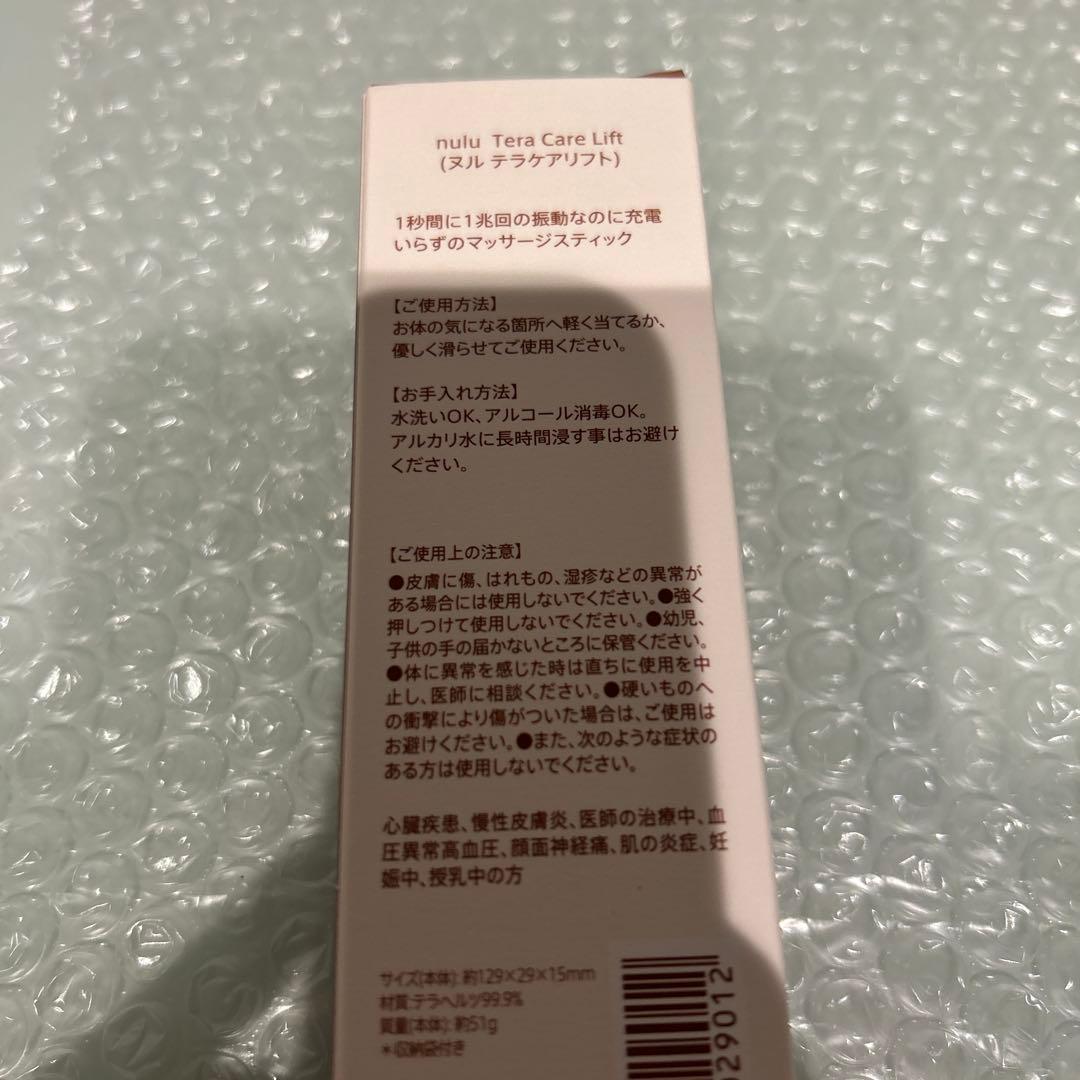 nulu Tera Care Lift
(ヌル テラケアリフト)
1秒間に1兆回の振動なのに充電
いらずのマッサージスティック
【ご使用方法】
お体の気になる箇所へ軽く当てるか、
優しく滑らせてご使用ください。
【お手入れ方法】
水洗いOK、アルコール消毒OK。
アルカリ水に長時間浸す事はお避け
ください。
【ご使用上の注意】
●皮膚に傷、はれもの、湿疹などの異常が
ある場合には使用しないでください。●強く
押しつけて使用しないでください。●幼児、
子供の手の届かないところに保管ください。
●体に異常を感じた時は直ちに使用を中
止し、医師に相談ください。●硬いものへ
の衝撃により傷がついた場合は、ご使用は
お避けください。●また、次のような症状の
ある方は使用しないでください。
心臓疾患、慢性皮膚炎、医師の治療中、血
圧異常高血圧、顔面神経痛、肌の炎症、妊
娠中、授乳中の方
サイズ(本体): 約129×29×15mm
材質:テラヘルツ99.9%
質量(本体): 約51g
*収納袋付き
29012